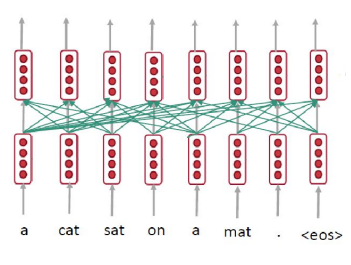 a cat sat on a mat . <eos>